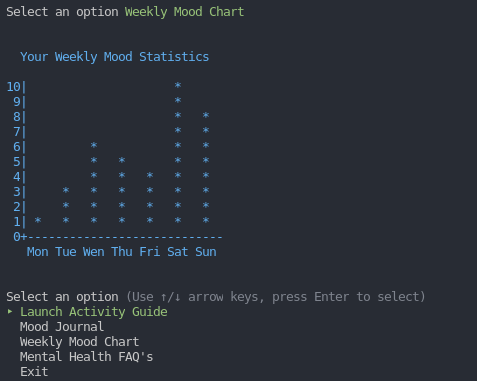 Select an option Weekly Mood Chart
Your Weekly Mood Statistics
10|                     *
 9|                     *
 8|                     *   *
 7|                     *   *
 6|         *           *   *
 5|         *   *       *   *
 4|         *   *   *   *   *
 3|     *   *   *   *   *   *
 2|     *   *   *   *   *   *
 1| *   *   *   *   *   *   *
 0+----------------------------
   Mon Tue Wen Thu Fri Sat Sun
Select an option (Use ↑/↓ arrow keys, press Enter to select)
‣ Launch Activity Guide
Mood Journal
Weekly Mood Chart
Mental Health FAQ's
Exit